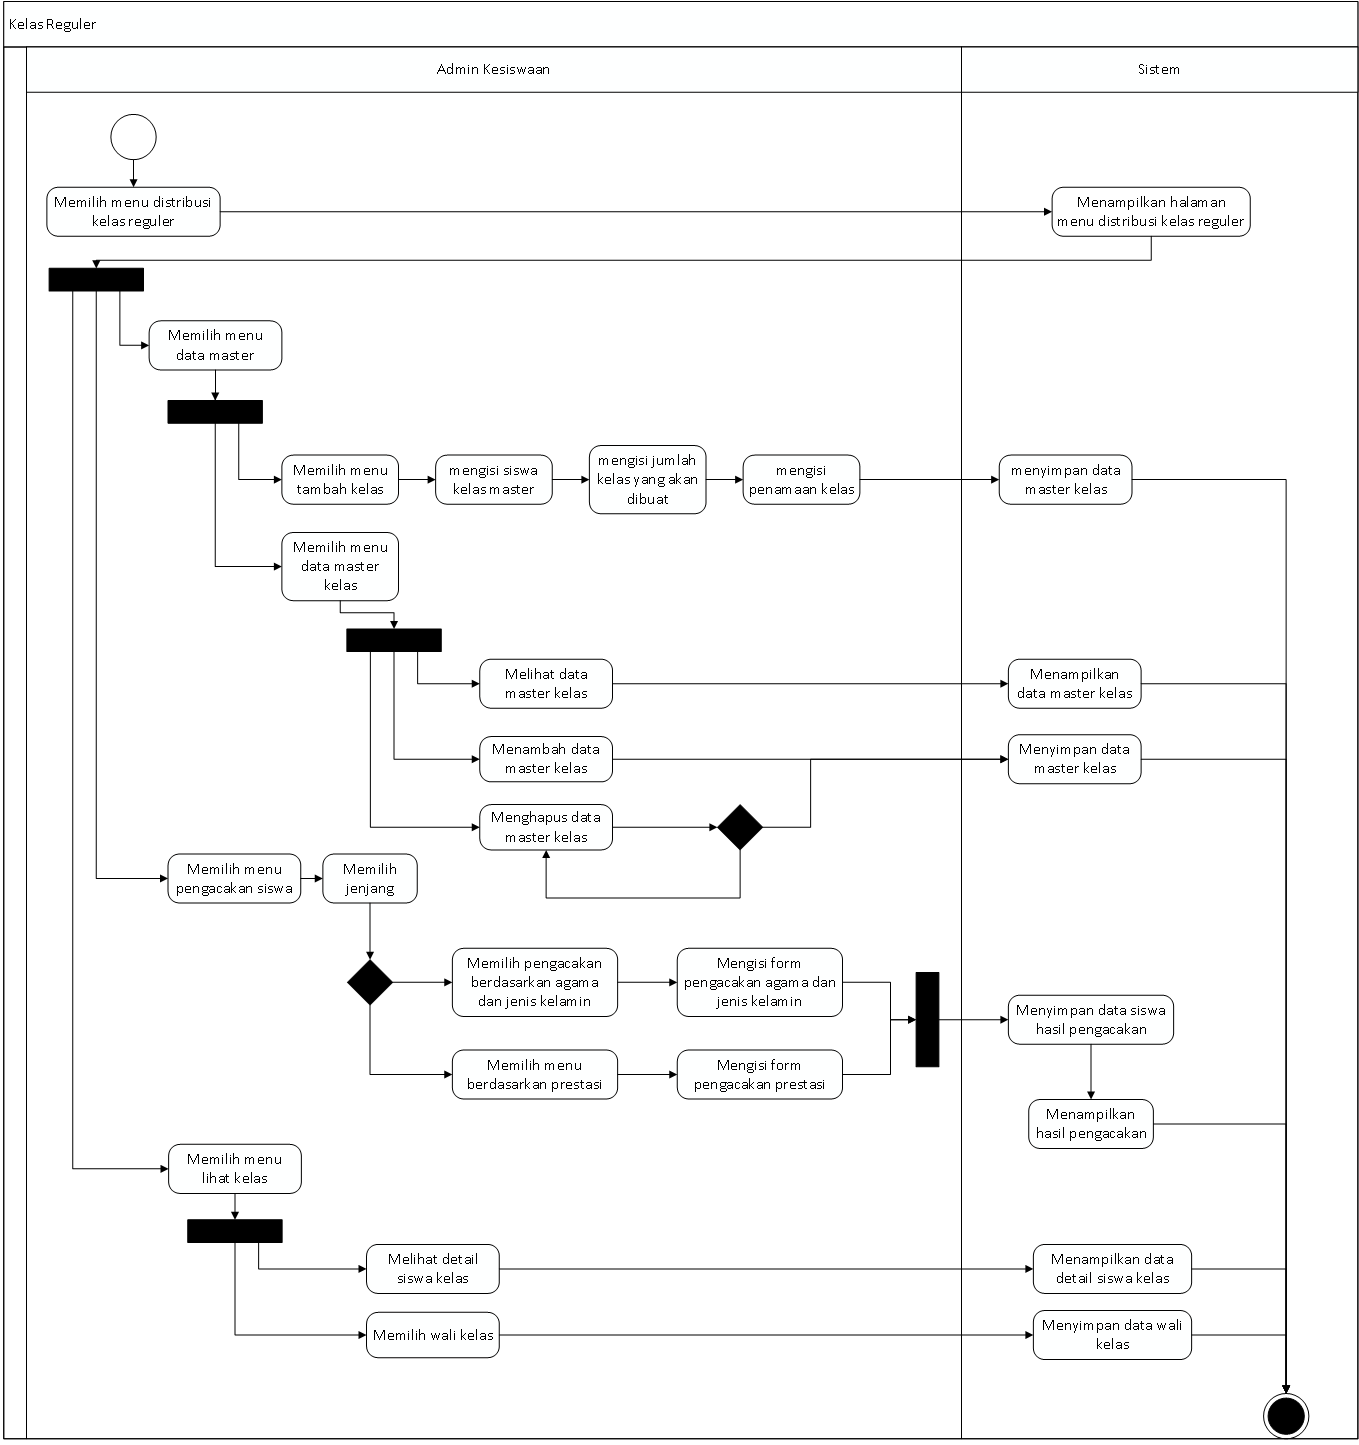 Kelas Reguler
Admin Kesiswaan
Sistem
Memilih menu distribusi
kelas reguler
Menampilkan halaman
menu distribusi kelas reguler
Memilih menu
data master
Memilih menu
tambah kelas
mengisi siswa
kelas master
mengisi jumlah
kelas yang akan
dibuat
mengisi
penamaan kelas
menyimpan data
master kelas
Memilih menu
data master
kelas
Melihat data
master kelas
Menampilkan
data master kelas
Menambah data
master kelas
Menyimpan data
master kelas
Menghapus data
master kelas
Memilih menu
pengacakan siswa
Memilih
jenjang
Memilih pengacakan
berdasarkan agama
dan jenis kelamin
Mengisi form
pengacakan agama dan
jenis kelamin
Menyimpan data siswa
hasil pengacakan
Memilih menu
berdasarkan prestasi
Mengisi form
pengacakan prestasi
Menampilkan
hasil pengacakan
Memilih menu
lihat kelas
Melihat detail
siswa kelas
Menampilkan data
detail siswa kelas
Memilih wali kelas
Menyimpan data wali
kelas